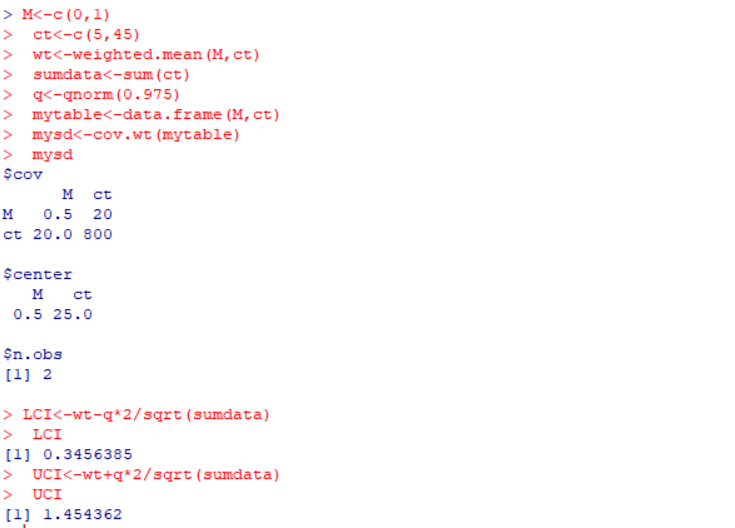 > M<-c(0,1)
>  ct<-c(5,45)
>  wt<-weighted.mean(M,ct)
>  sumdata<-sum(ct)
>  q<-qnorm(0.975)
>  mytable<-data.frame(M,ct)
>  mysd<-cov.wt(mytable)
>  mysd
$cov
      M  ct
M   0.5  20
ct 20.0 800

$center
   M   ct
 0.5 25.0

$n.obs
[1] 2

> LCI<-wt-q*2/sqrt(sumdata)
>  LCI
[1] 0.3456385
>  UCI<-wt+q*2/sqrt(sumdata)
>  UCI
[1] 1.454362